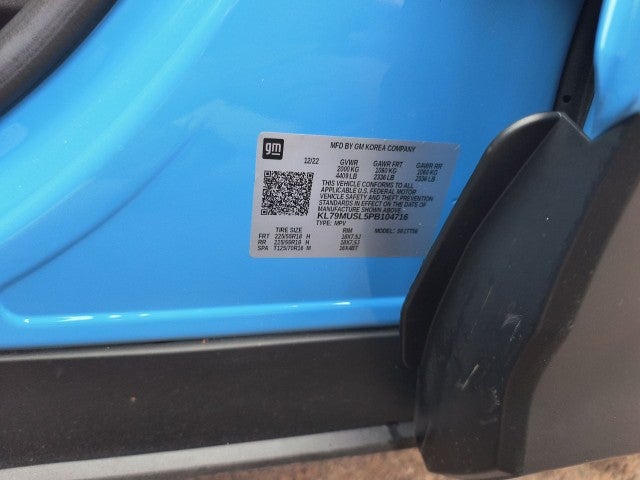 gm
MFD BY GM KOREA COMPANY
12/22 GVWR GAWR FRT GAWR RR
2000 KG 1060 KG 1060 KG
4409 LB 2336 LB 2336 LB
THIS VEHICLE CONFORMS TO ALL
APPLICABLE U.S. FEDERAL MOTOR
VEHICLE SAFETY AND THEFT PREVENTION
STANDARDS IN EFFECT ON THE DATE OF
MANUFACTURE SHOWN ABOVE.
KL79MUSL5PB104716
TYPE: MPV
TIRE SIZE RIM MODEL:
FRT 225/55R18 H 18X7.5J
RR 225/55R18 H 18X7.5J
SPA T125/70R16 M 16X4BT